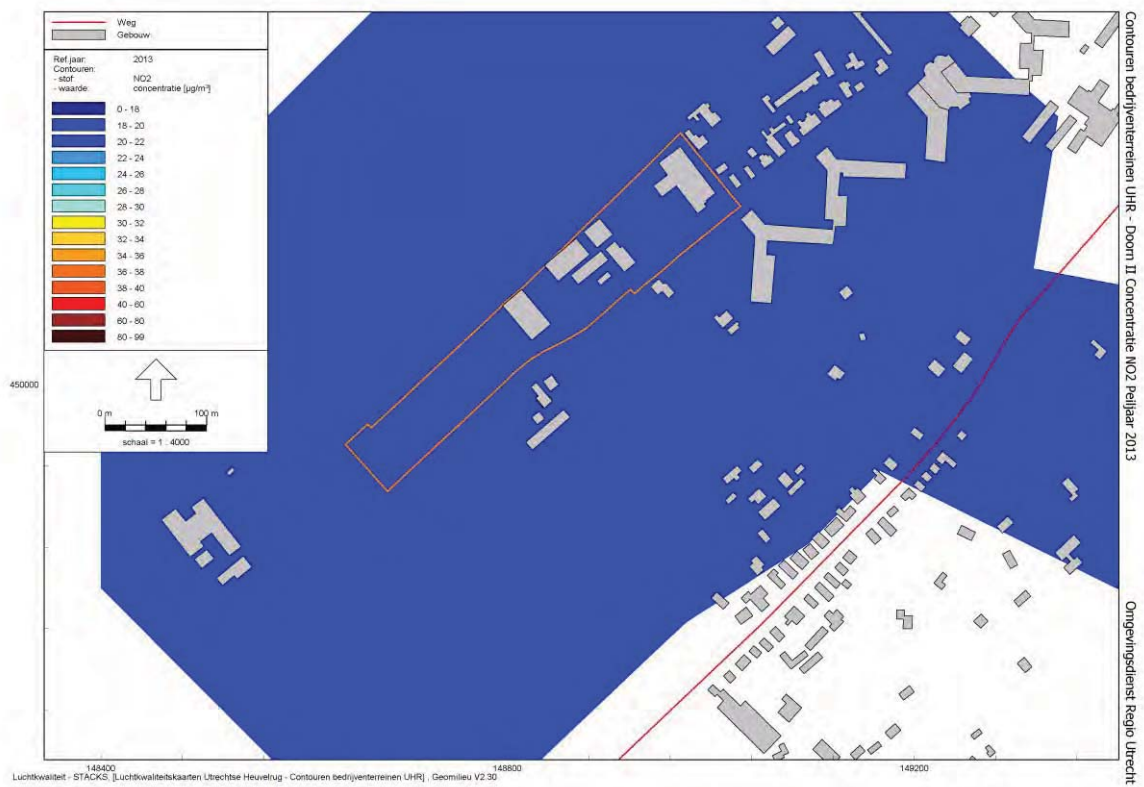 Weg
Gebouw
Ref.jaar: 2013
Contouren:
- stof: NO2
- waarde: concentratie [µg/m³]
0 - 18
18 - 20
20 - 22
22 - 24
24 - 26
26 - 28
28 - 30
30 - 32
32 - 34
34 - 36
36 - 38
38 - 40
40 - 60
60 - 80
80 - 99
0 m 100 m
schaal = 1 : 4000
450000
148400 148800 149200
Luchtkwaliteit - STACKS, [Luchtkwaliteitskaarten Utrechtse Heuvelrug - Contouren bedrijventerreinen UHR] , Geomilieu V2.30
Contouren bedrijventerreinen UHR - Doorn II Concentratie NO2 Peiljaar 2013
Omgevingsdienst Regio Utrecht